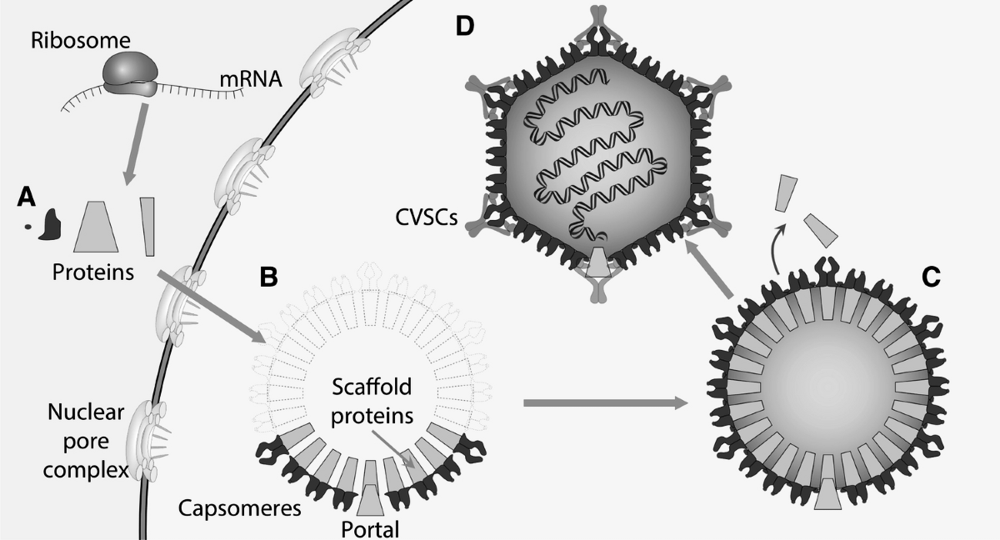 Ribosome
mRNA
A
Proteins
Nuclear
pore
complex
B
Scaffold
proteins
Capsomeres
Portal
C
D
CVSCs